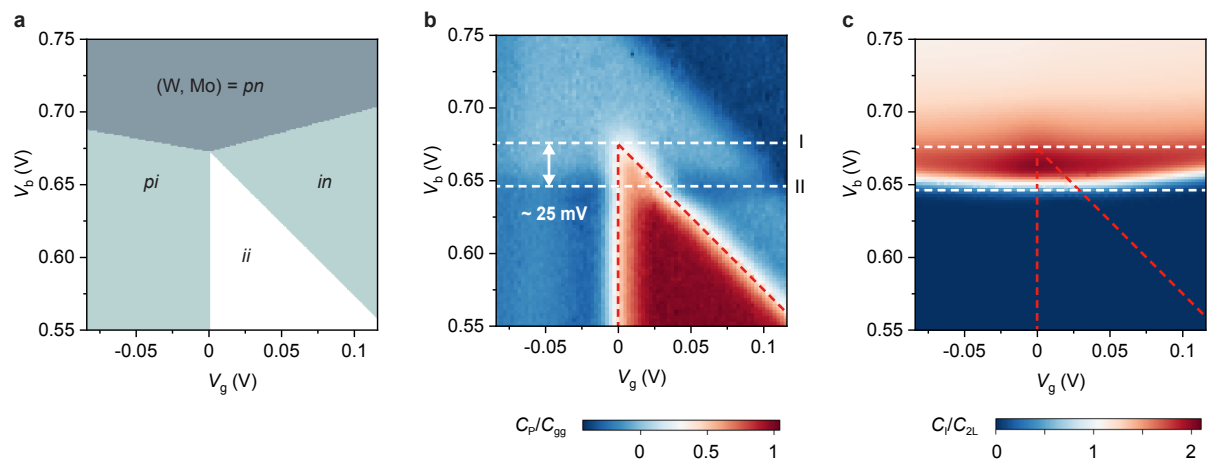 a
0.75
0.70
0.65
0.60
0.55
V_b (V)
(W, Mo) = pn
pi
in
ii
-0.05
0
0.05
0.1
V_g (V)
b
0.75
0.70
0.65
0.60
0.55
V_b (V)
I
II
~ 25 mV
-0.05
0
0.05
0.1
V_g (V)
C_P/C_gg
0
0.5
1
c
0.75
0.70
0.65
0.60
0.55
V_b (V)
-0.05
0
0.05
0.1
V_g (V)
C_I/C_2L
0
1
2